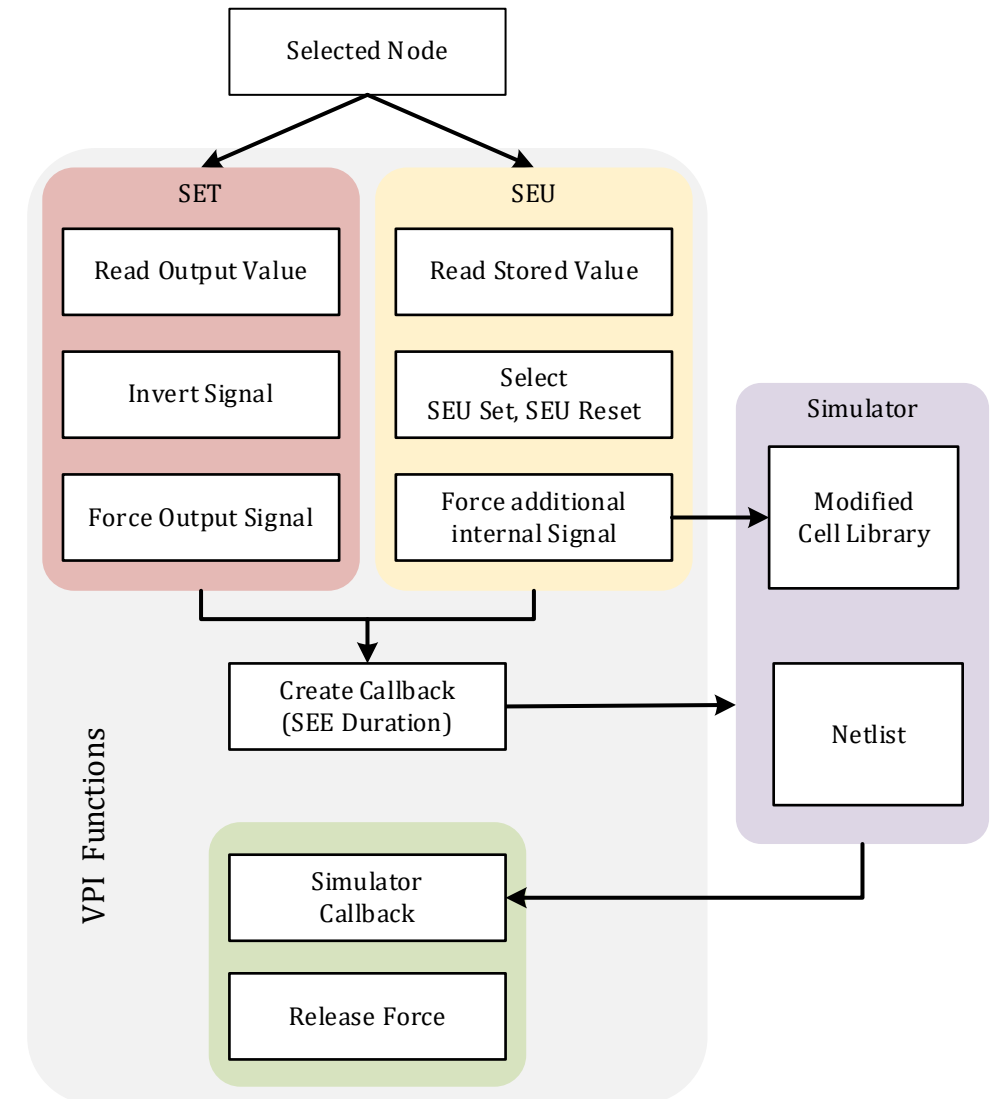 Selected Node
SET
Read Output Value
Invert Signal
Force Output Signal
SEU
Read Stored Value
Select
SEU Set, SEU Reset
Force additional
internal Signal
Simulator
Modified
Cell Library
Netlist
Create Callback
(SEE Duration)
VPI Functions
Simulator
Callback
Release Force